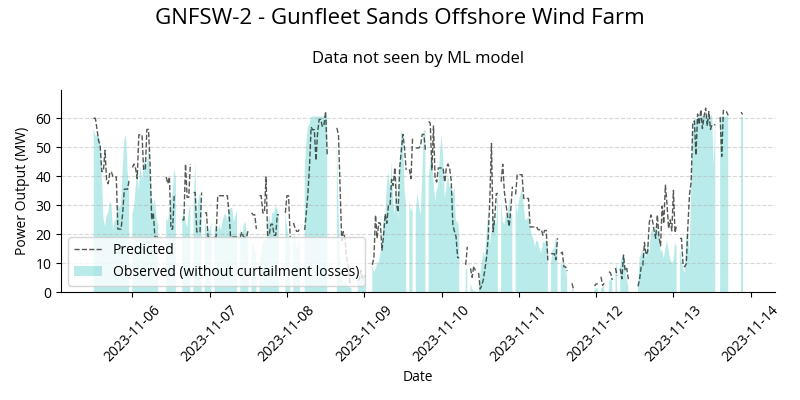 GNFSW-2 - Gunfleet Sands Offshore Wind Farm
Data not seen by ML model
Power Output (MW)
60
50
40
30
20
10
0
Predicted
Observed (without curtailment losses)
2023-11-06
2023-11-07
2023-11-08
2023-11-09
2023-11-10
2023-11-11
2023-11-12
2023-11-13
2023-11-14
Date